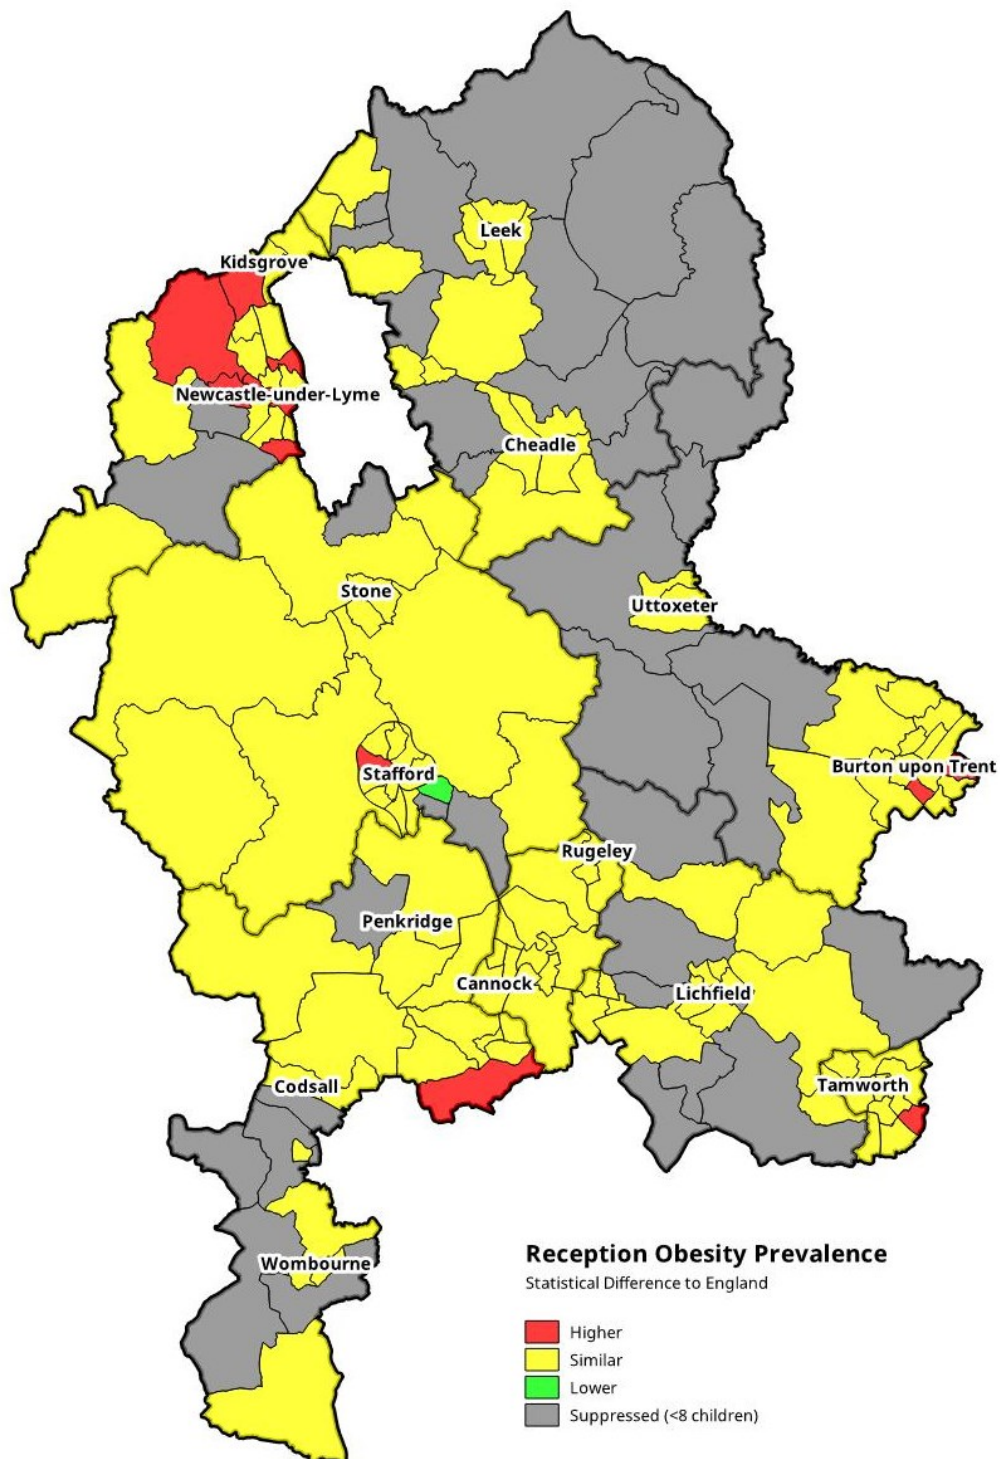 Leek
Kidsgrove
Newcastle-under-Lyme
Cheadle
Stone
Uttoxeter
Burton upon Trent
Stafford
Rugeley
Penkridge
Cannock
Lichfield
Codsall
Tamworth
Wombourne
Reception Obesity Prevalence
Statistical Difference to England
Higher
Similar
Lower
Suppressed (<8 children)